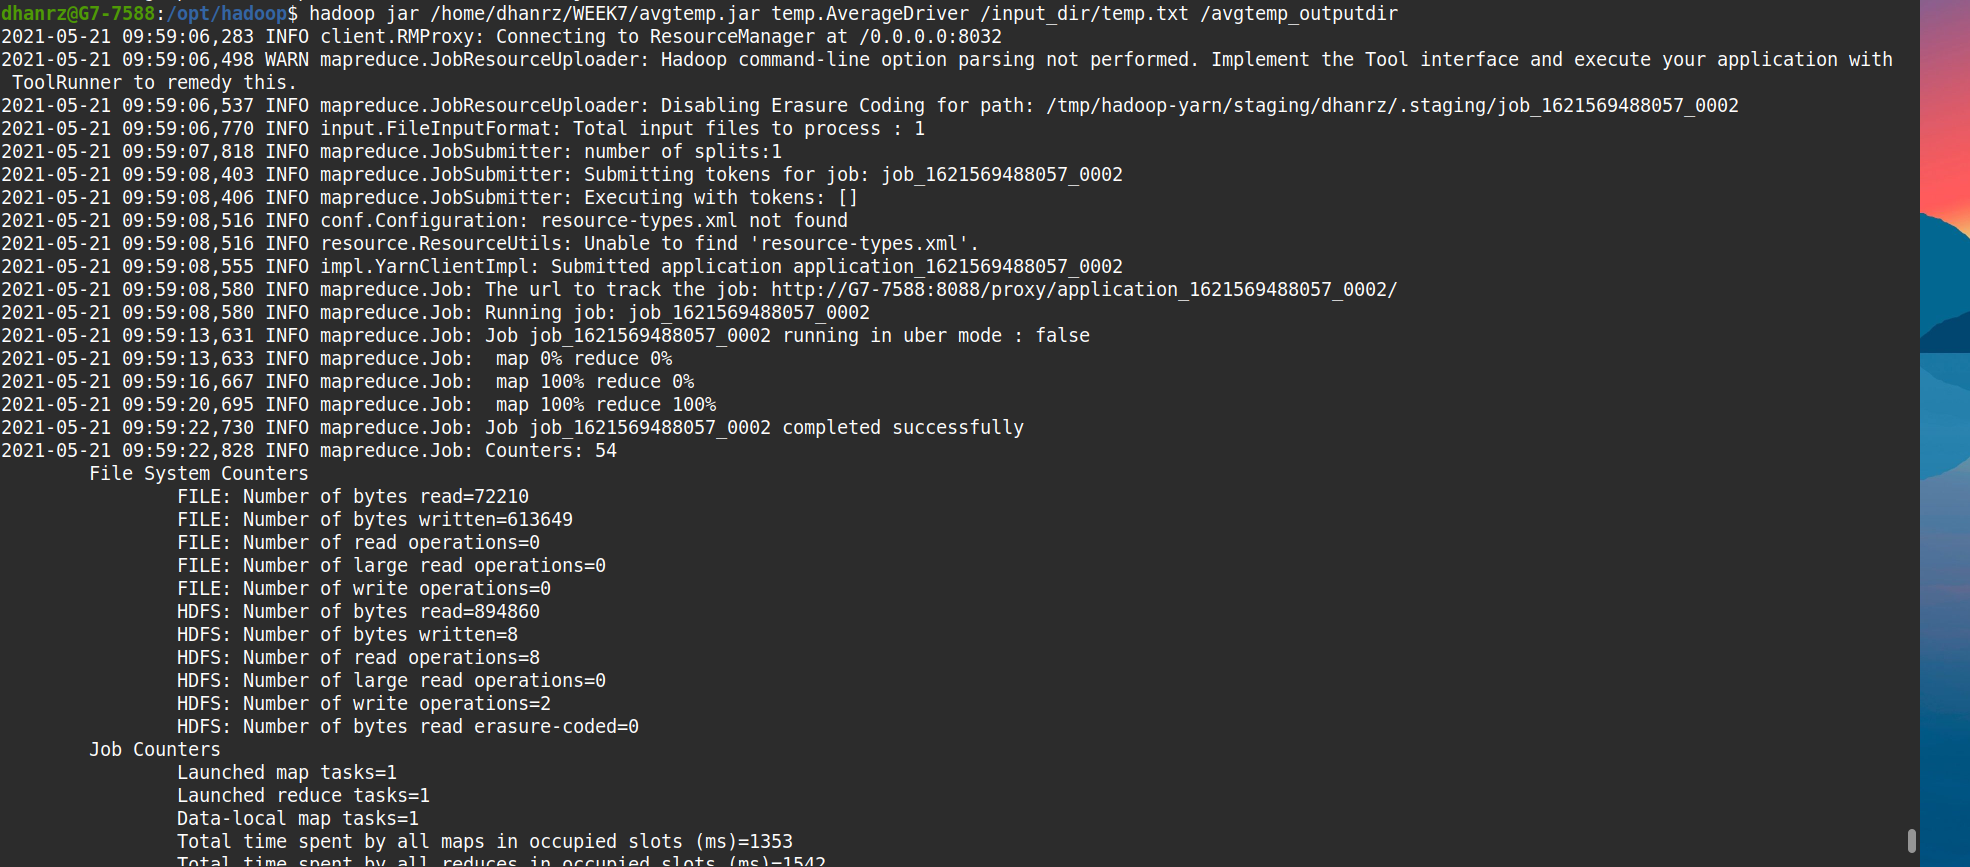 dhanrz@G7-7588:/opt/hadoop$ hadoop jar /home/dhanrz/WEEK7/avgtemp.jar temp.AverageDriver /input_dir/temp.txt /avgtemp_outputdir
2021-05-21 09:59:06,283 INFO client.RMProxy: Connecting to ResourceManager at /0.0.0.0:8032
2021-05-21 09:59:06,498 WARN mapreduce.JobResourceUploader: Hadoop command-line option parsing not performed. Implement the Tool interface and execute your application with
 ToolRunner to remedy this.
2021-05-21 09:59:06,537 INFO mapreduce.JobResourceUploader: Disabling Erasure Coding for path: /tmp/hadoop-yarn/staging/dhanrz/.staging/job_1621569488057_0002
2021-05-21 09:59:06,770 INFO input.FileInputFormat: Total input files to process : 1
2021-05-21 09:59:07,818 INFO mapreduce.JobSubmitter: number of splits:1
2021-05-21 09:59:08,403 INFO mapreduce.JobSubmitter: Submitting tokens for job: job_1621569488057_0002
2021-05-21 09:59:08,406 INFO mapreduce.JobSubmitter: Executing with tokens: []
2021-05-21 09:59:08,516 INFO conf.Configuration: resource-types.xml not found
2021-05-21 09:59:08,516 INFO resource.ResourceUtils: Unable to find 'resource-types.xml'.
2021-05-21 09:59:08,555 INFO impl.YarnClientImpl: Submitted application application_1621569488057_0002
2021-05-21 09:59:08,580 INFO mapreduce.Job: The url to track the job: http://G7-7588:8088/proxy/application_1621569488057_0002/
2021-05-21 09:59:08,580 INFO mapreduce.Job: Running job: job_1621569488057_0002
2021-05-21 09:59:13,631 INFO mapreduce.Job: Job job_1621569488057_0002 running in uber mode : false
2021-05-21 09:59:13,633 INFO mapreduce.Job:  map 0% reduce 0%
2021-05-21 09:59:16,667 INFO mapreduce.Job:  map 100% reduce 0%
2021-05-21 09:59:20,695 INFO mapreduce.Job:  map 100% reduce 100%
2021-05-21 09:59:22,730 INFO mapreduce.Job: Job job_1621569488057_0002 completed successfully
2021-05-21 09:59:22,828 INFO mapreduce.Job: Counters: 54
File System Counters
FILE: Number of bytes read=72210
FILE: Number of bytes written=613649
FILE: Number of read operations=0
FILE: Number of large read operations=0
FILE: Number of write operations=0
HDFS: Number of bytes read=894860
HDFS: Number of bytes written=8
HDFS: Number of read operations=8
HDFS: Number of large read operations=0
HDFS: Number of write operations=2
HDFS: Number of bytes read erasure-coded=0
Job Counters
Launched map tasks=1
Launched reduce tasks=1
Data-local map tasks=1
Total time spent by all maps in occupied slots (ms)=1353
Total time spent by all reduces in occupied slots (ms)=1542